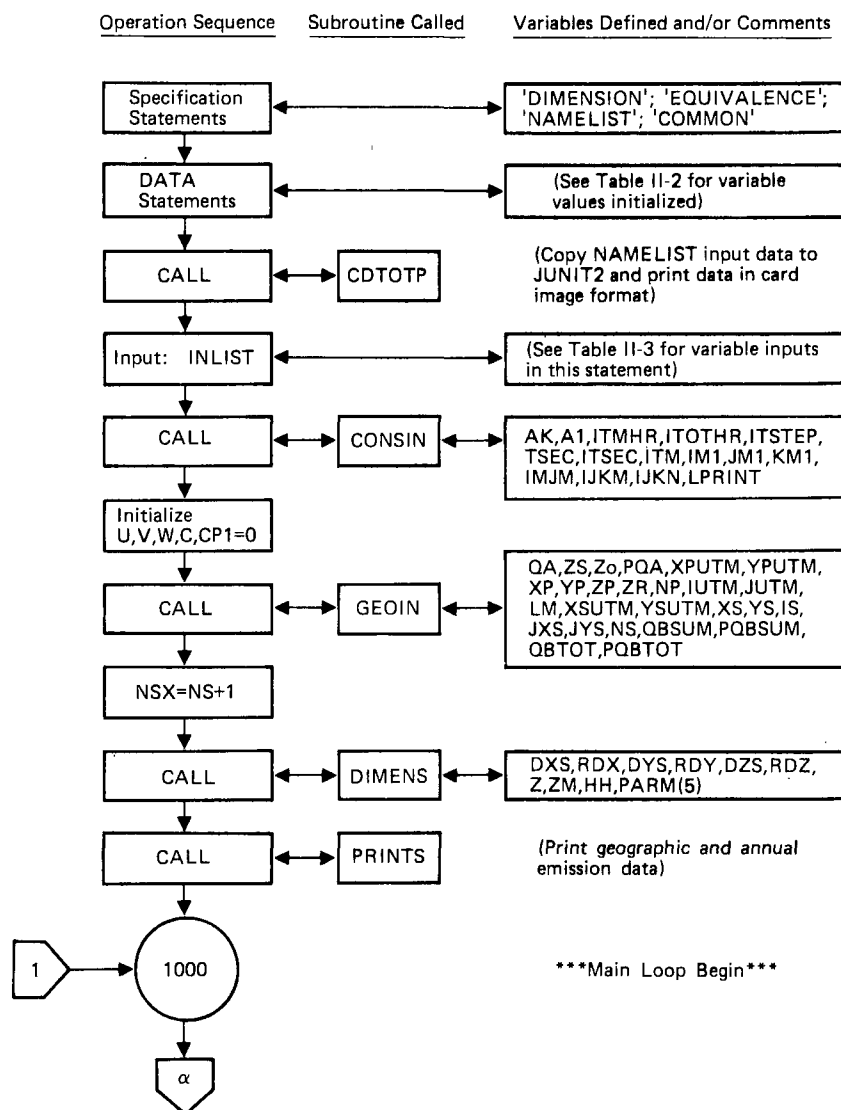 Operation Sequence Subroutine Called Variables Defined and/or Comments
Specification
Statements
'DIMENSION'; 'EQUIVALENCE';
'NAMELIST'; 'COMMON'
DATA
Statements
(See Table II-2 for variable
values initialized)
CALL
CDTOTP
(Copy NAMELIST input data to
JUNIT2 and print data in card
image format)
Input: INLIST
(See Table II-3 for variable inputs
in this statement)
CALL
CONSIN
AK,A1,ITMHR,ITOTHR,ITSTEP,
TSEC,ITSEC,ITM,IM1,JM1,KM1,
IMJM,IJKM,IJKN,LPRINT
Initialize
U,V,W,C,CP1=0
CALL
GEOIN
QA,ZS,Zo,PQA,XPUTM,YPUTM,
XP,YP,ZP,ZR,NP,IUTM,JUTM,
LM,XSUTM,YSUTM,XS,YS,IS,
JXS,JYS,NS,QBSUM,PQBSUM,
QBTOT,PQBTOT
NSX=NS+1
CALL
DIMENS
DXS,RDX,DYS,RDY,DZS,RDZ,
Z,ZM,HH,PARM(5)
CALL
PRINTS
(Print geographic and annual
emission data)
1
1000
***Main Loop Begin***
α